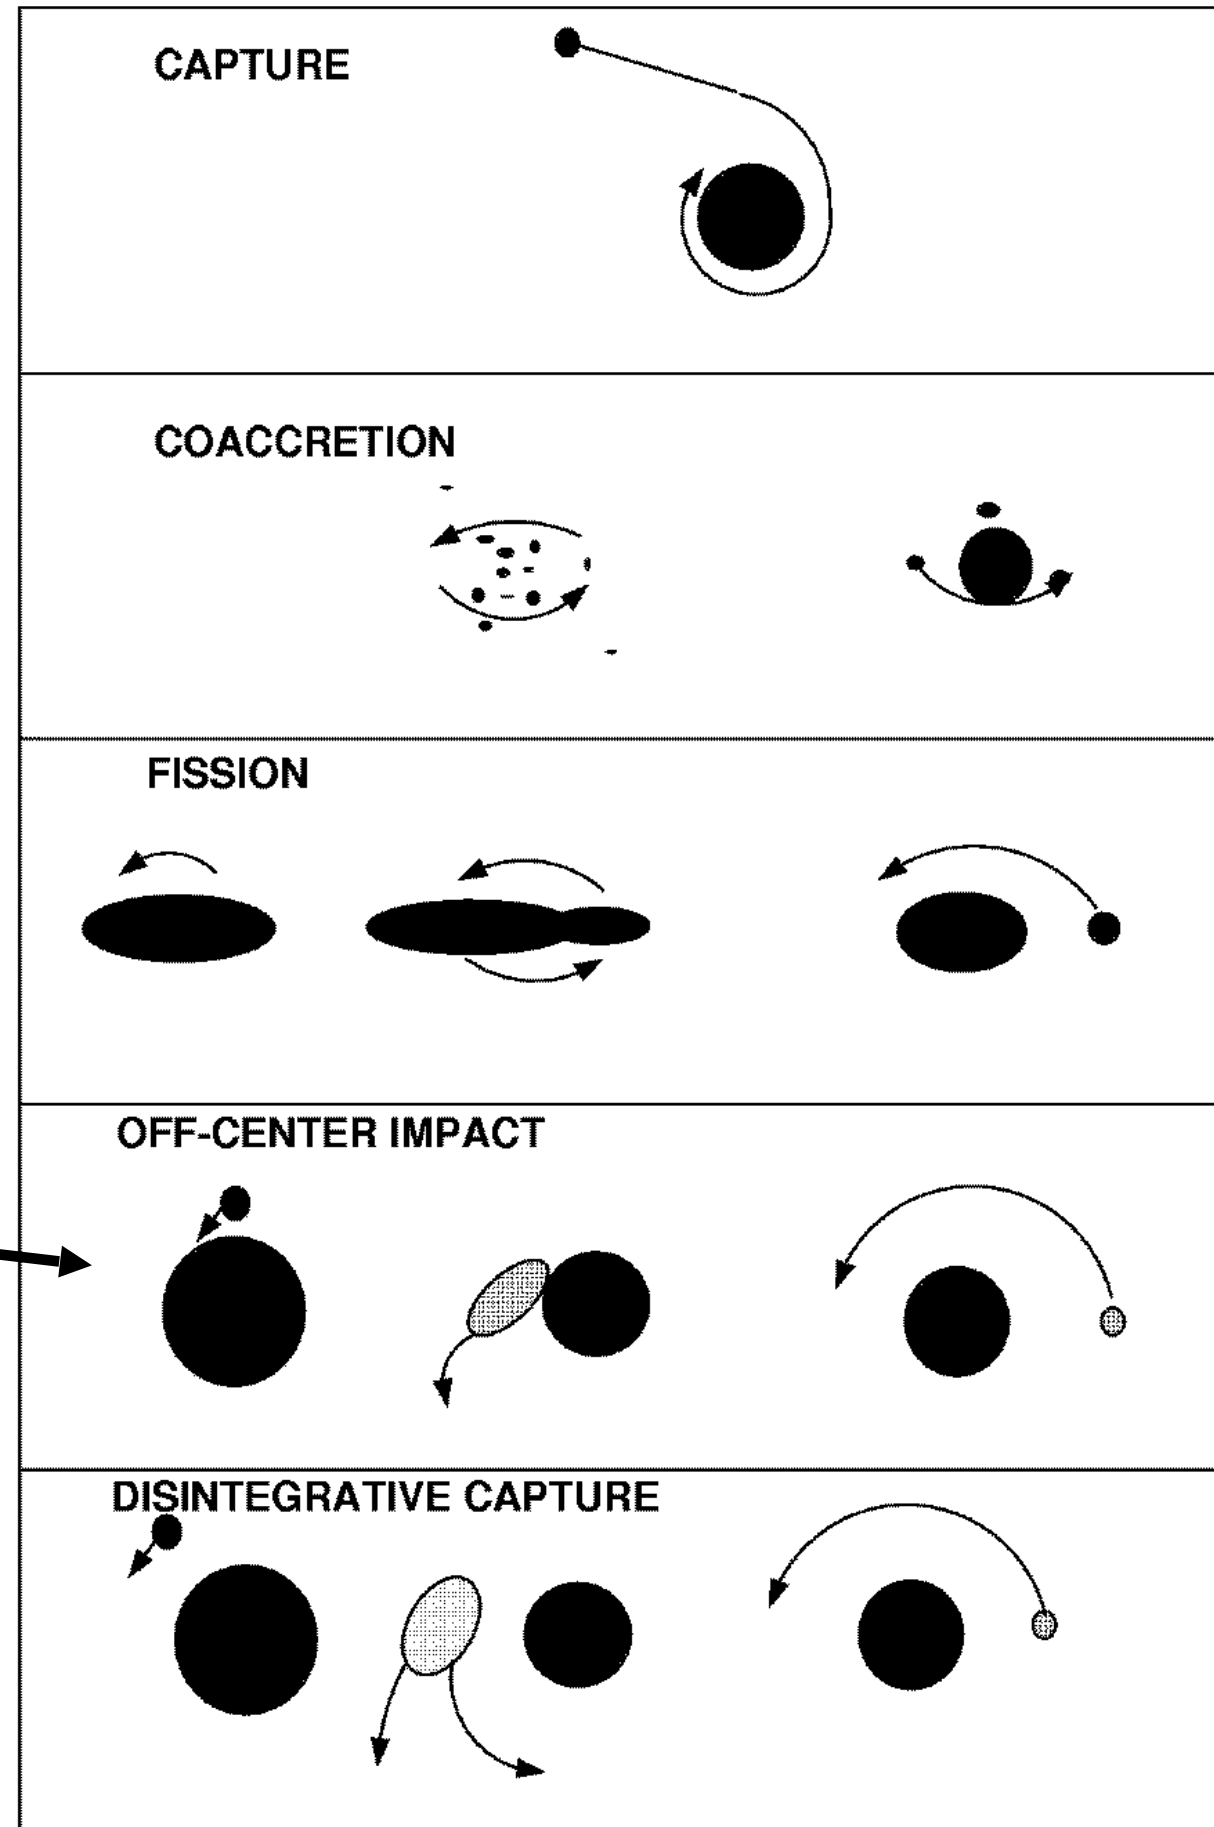 CAPTURE
COACCRETION
FISSION
OFF-CENTER IMPACT
DISINTEGRATIVE CAPTURE